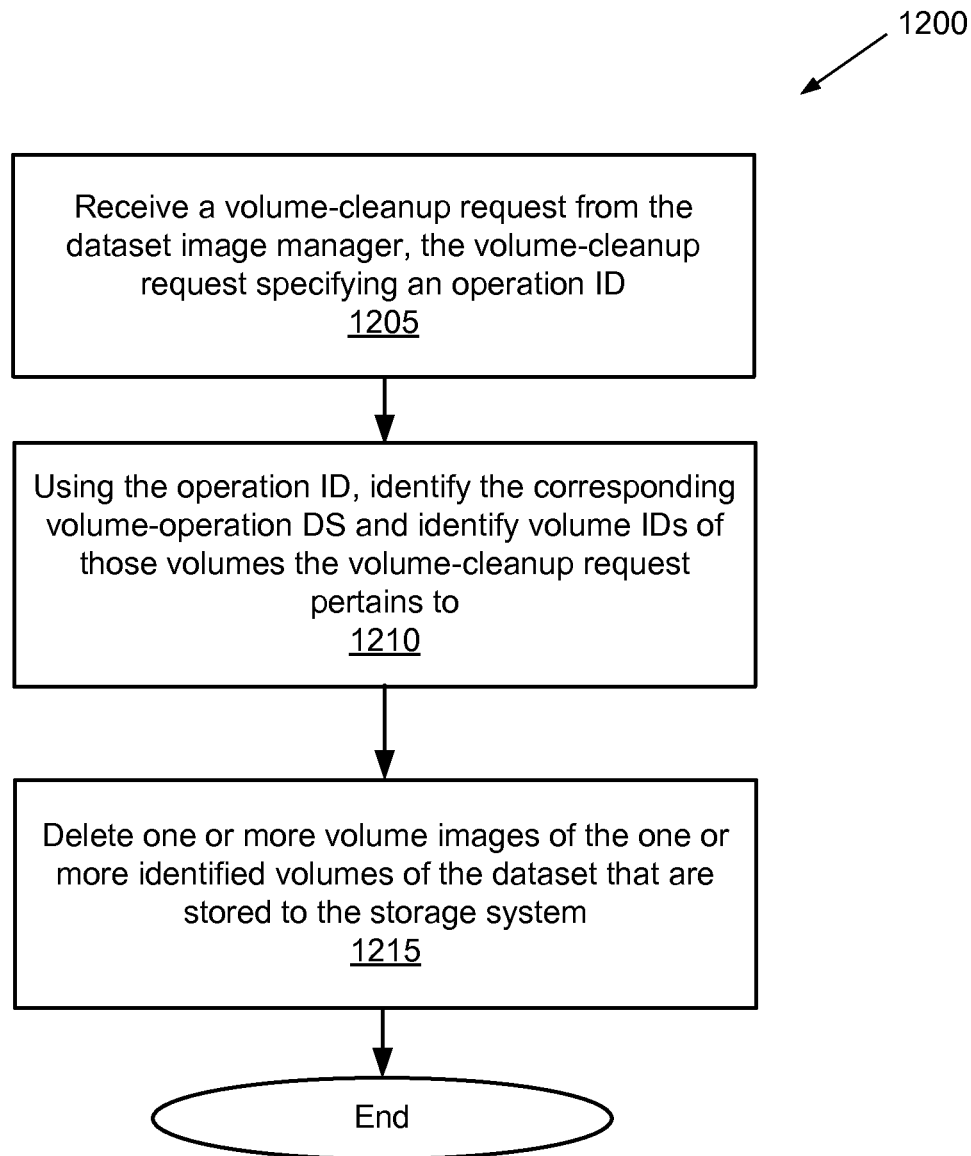 1200
Receive a volume-cleanup request from the
dataset image manager, the volume-cleanup
request specifying an operation ID
1205
Using the operation ID, identify the corresponding
volume-operation DS and identify volume IDs of
those volumes the volume-cleanup request
pertains to
1210
Delete one or more volume images of the one or
more identified volumes of the dataset that are
stored to the storage system
1215
End